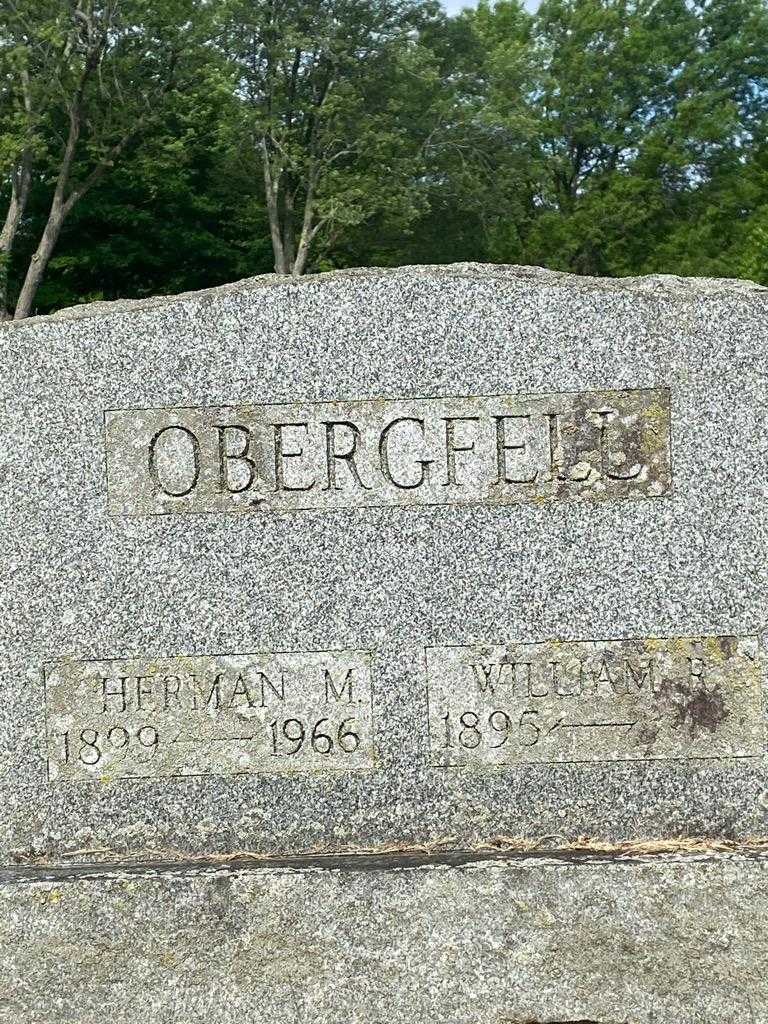 OBERGFELL
HERMAN M.
1899 — 1966
WILLIAM R.
1895 —